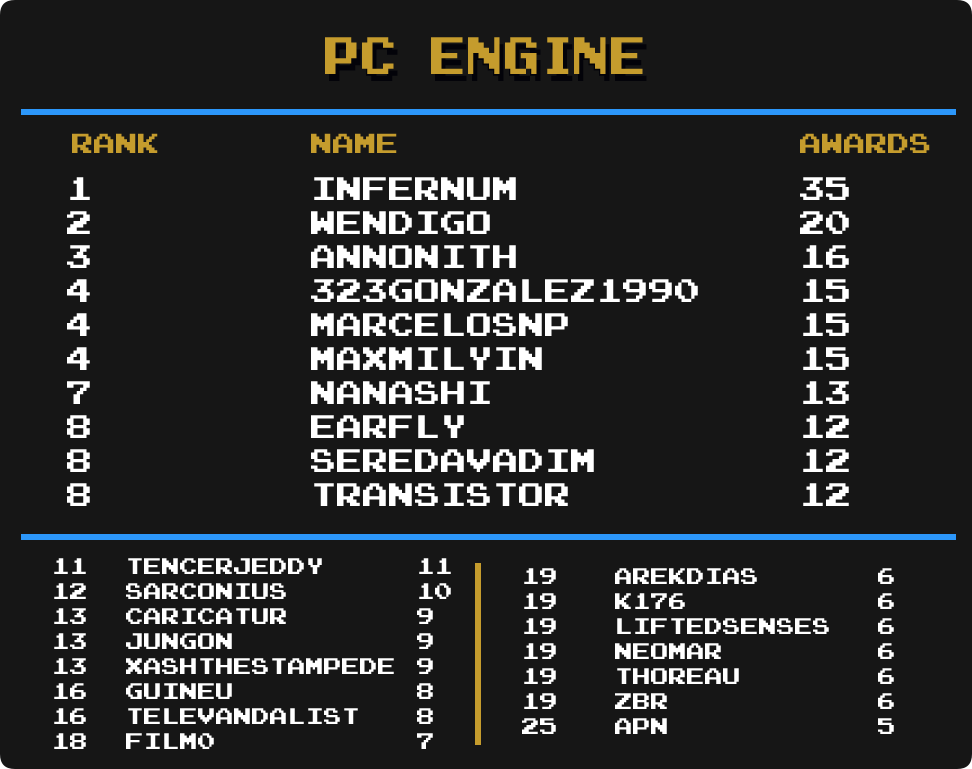 PC ENGINE
RANK NAME AWARDS
1 INFERNUM 35
2 WENDIGO 20
3 ANNONITH 16
4 323GONZALEZ1990 15
4 MARCELOSNP 15
4 MAXMILYIN 15
7 NANASHI 13
8 EARFLY 12
8 SEREDAVADIM 12
8 TRANSISTOR 12
11 TENCERJEDDY 11
12 SARCONIUS 10
13 CARICATUR 9
13 JUNGON 9
13 XASHTHESTAMPEDE 9
16 GUINEU 8
16 TELEVANDALIST 8
18 FILMO 7
19 AREKDIAS 6
19 K176 6
19 LIFTEDSENSES 6
19 NEOMAR 6
19 THOREAU 6
19 ZBR 6
25 APN 5